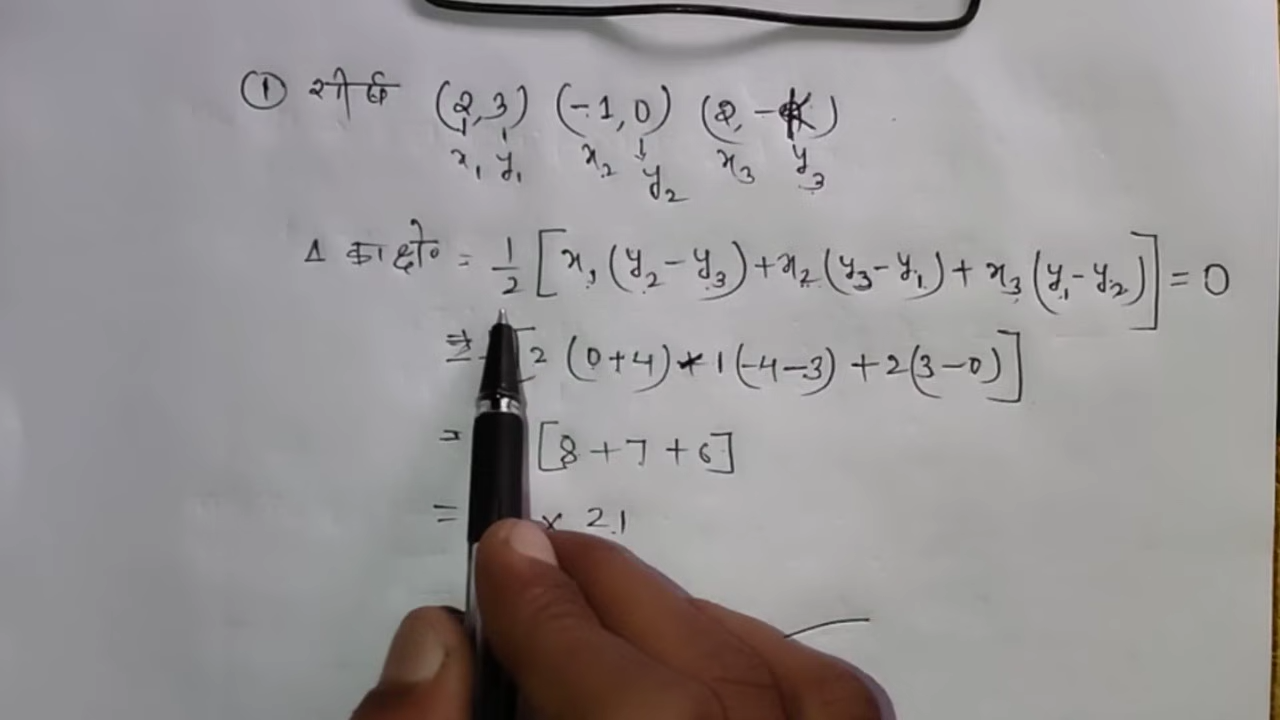 ① शीर्ष (2,3) (-1,0) (2,- )
x₁ y₁ x₂ y₂ x₃ y₃
Δ का क्षे० = 1/2 [x₁(y₂-y₃)+x₂(y₃-y₁)+x₃(y₁-y₂)] = 0
[2 (0+4) 1(-4-3) +2(3-0)]
= [8+7+6]
= × 21